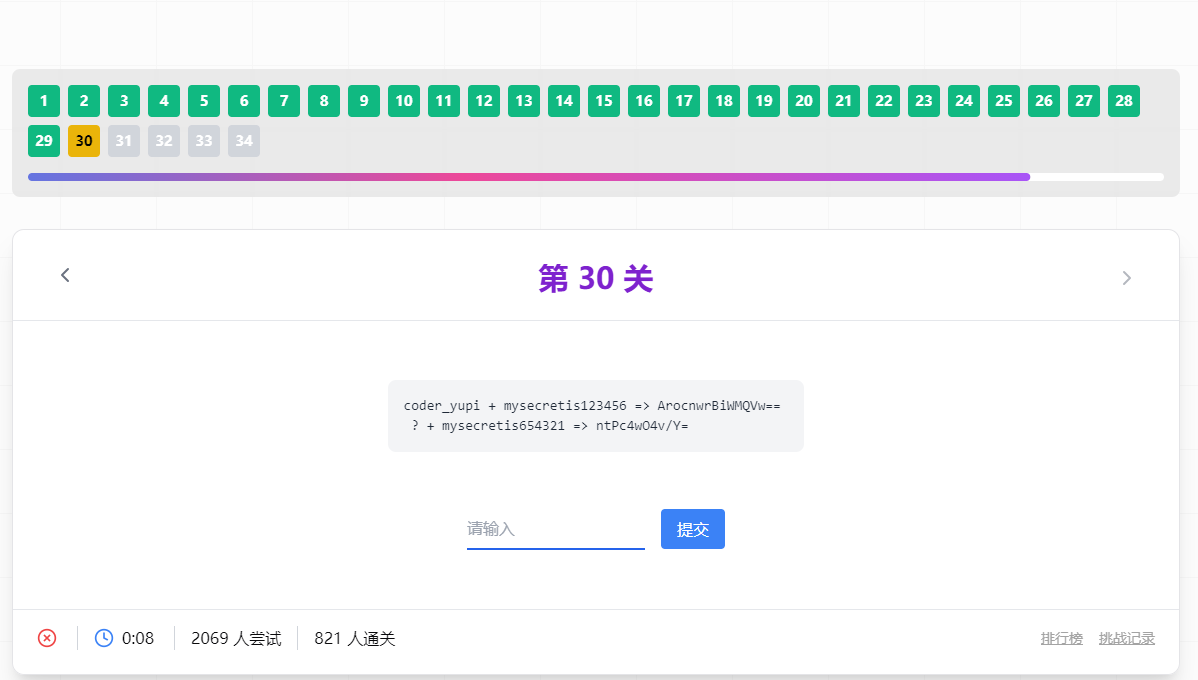 1 2 3 4 5 6 7 8 9 10 11 12 13 14 15 16 17 18 19 20 21 22 23 24 25 26 27 28
29 30 31 32 33 34
第 30 关
coder_yupi + mysecretis123456 => ArocnwrBiWMQVw==
? + mysecretis654321 => ntPc4wO4v/Y=
请输入 提交
0:08 2069 人尝试 821 人通关 排行榜 挑战记录